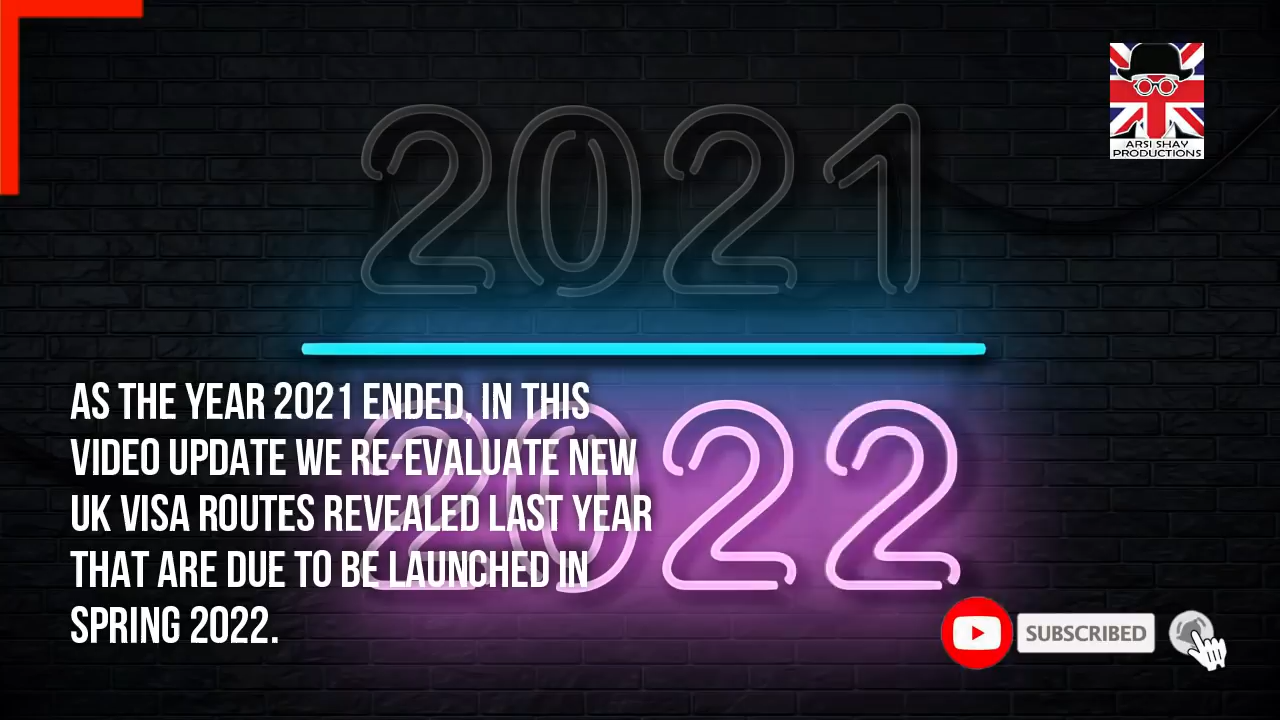 2021
ARSI SHAY
PRODUCTIONS
2022
AS THE YEAR 2021 ENDED, IN THIS
VIDEO UPDATE WE RE-EVALUATE NEW
UK VISA ROUTES REVEALED LAST YEAR
THAT ARE DUE TO BE LAUNCHED IN
SPRING 2022.
SUBSCRIBED